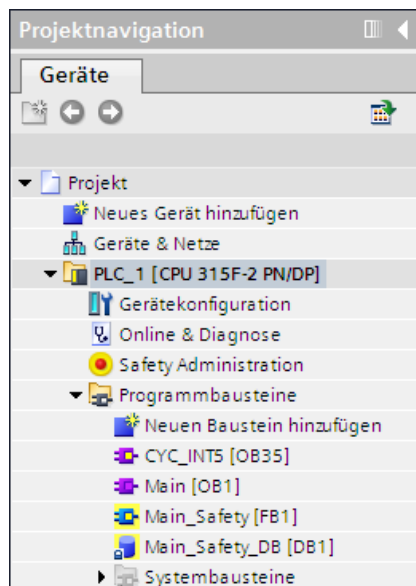 Projektnavigation
Geräte
Projekt
Neues Gerät hinzufügen
Geräte & Netze
PLC_1 [CPU 315F-2 PN/DP]
Gerätekonfiguration
Online & Diagnose
Safety Administration
Programmbausteine
Neuen Baustein hinzufügen
CYC_INT5 [OB35]
Main [OB1]
Main_Safety [FB1]
Main_Safety_DB [DB1]
Systembausteine